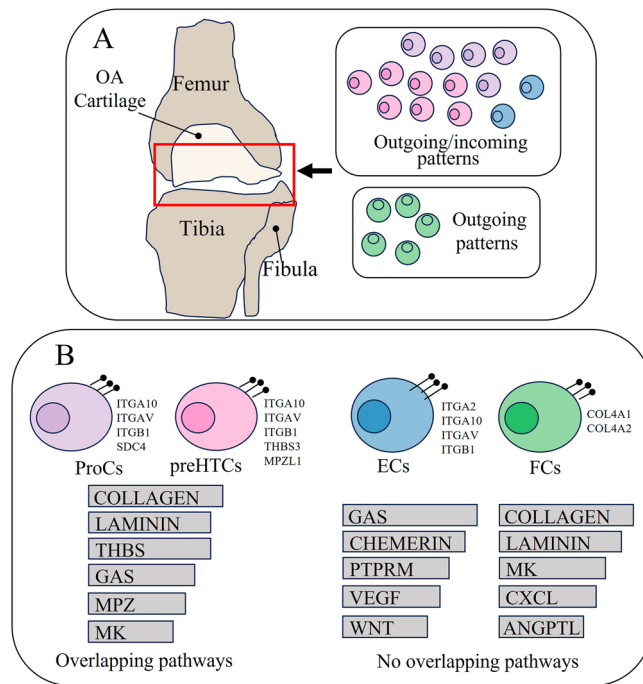 A
OA
Cartilage
Femur
Tibia
Fibula
Outgoing/incoming
patterns
Outgoing
patterns
B
ITGA10
ITGAV
ITGB1
SDC4
ProCs
ITGA10
ITGAV
ITGB1
THBS3
MPZL1
preHTCs
ITGA2
ITGA10
ITGAV
ITGB1
ECs
COL4A1
COL4A2
FCs
COLLAGEN
LAMININ
THBS
GAS
MPZ
MK
Overlapping pathways
GAS
CHEMERIN
PTPRM
VEGF
WNT
COLLAGEN
LAMININ
MK
CXCL
ANGPTL
No overlapping pathways